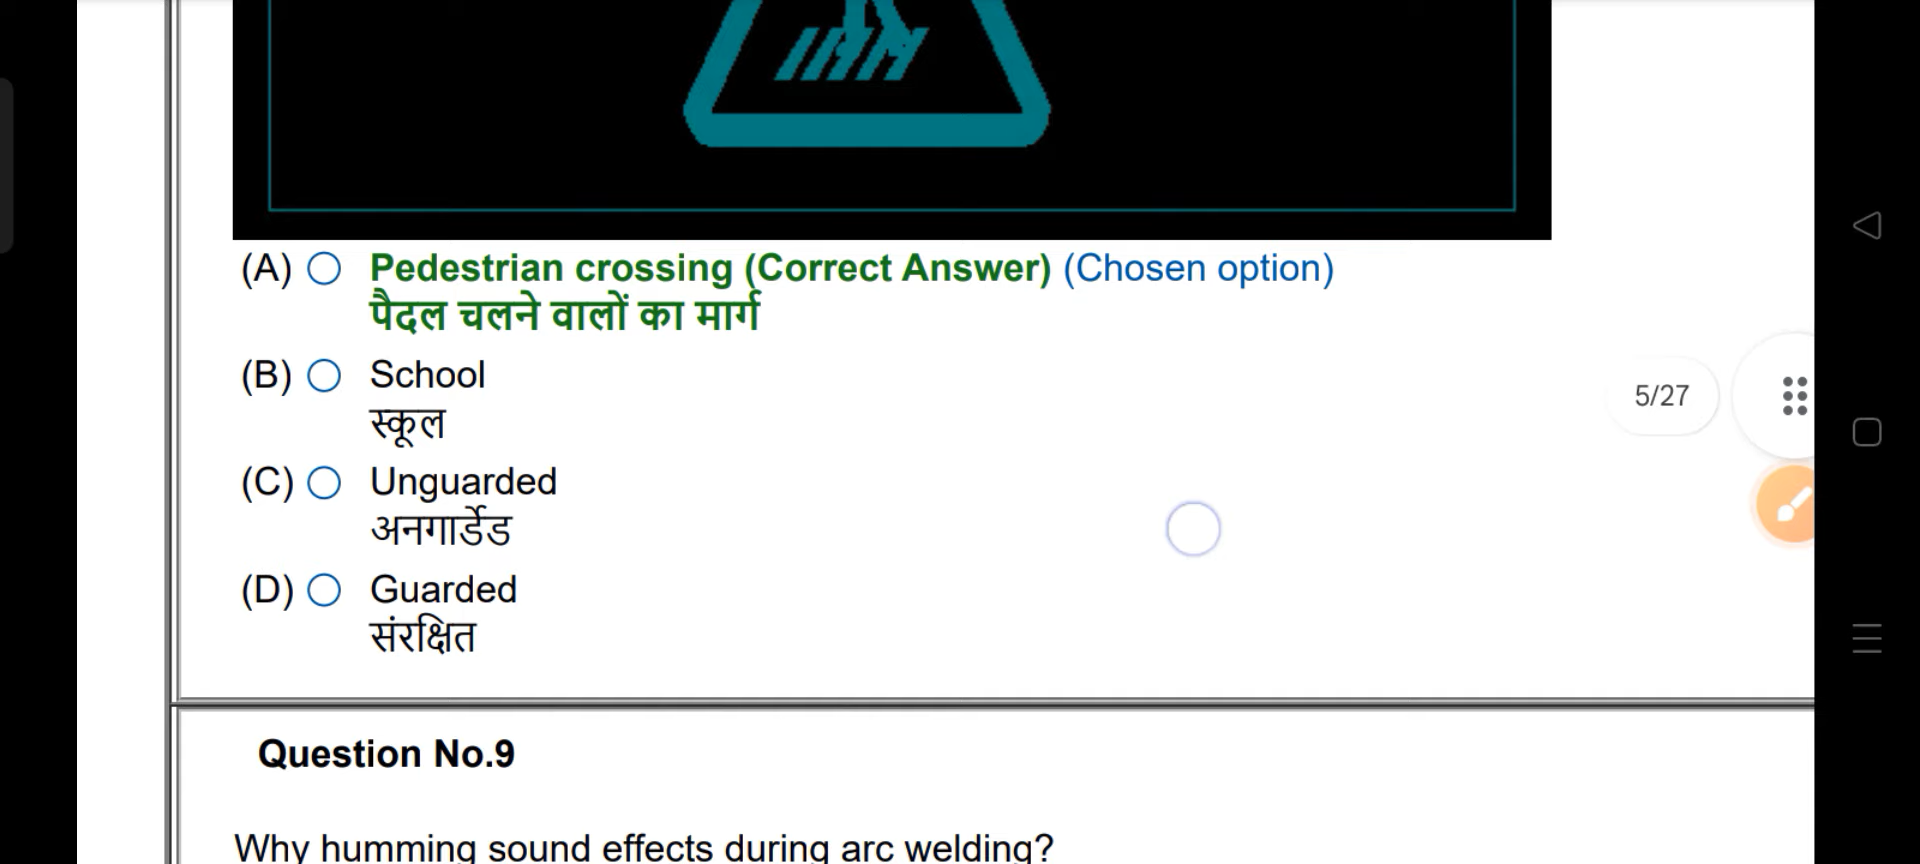 (A) Pedestrian crossing (Correct Answer) (Chosen option)
पैदल चलने वालों का मार्ग
(B) School
स्कूल
(C) Unguarded
अनगार्डेड
(D) Guarded
संरक्षित
5/27
Question No.9
Why humming sound effects during arc welding?